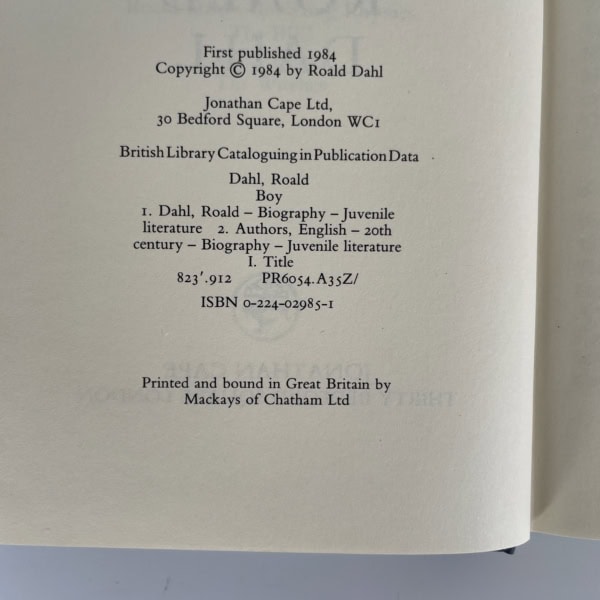 First published 1984
Copyright © 1984 by Roald Dahl
Jonathan Cape Ltd,
30 Bedford Square, London WC1
British Library Cataloguing in Publication Data
Dahl, Roald
Boy
1. Dahl, Roald – Biography – Juvenile
literature 2. Authors, English – 20th
century – Biography – Juvenile literature
I. Title
823'.912 PR6054.A35Z/
ISBN 0-224-02985-1
Printed and bound in Great Britain by
Mackays of Chatham Ltd